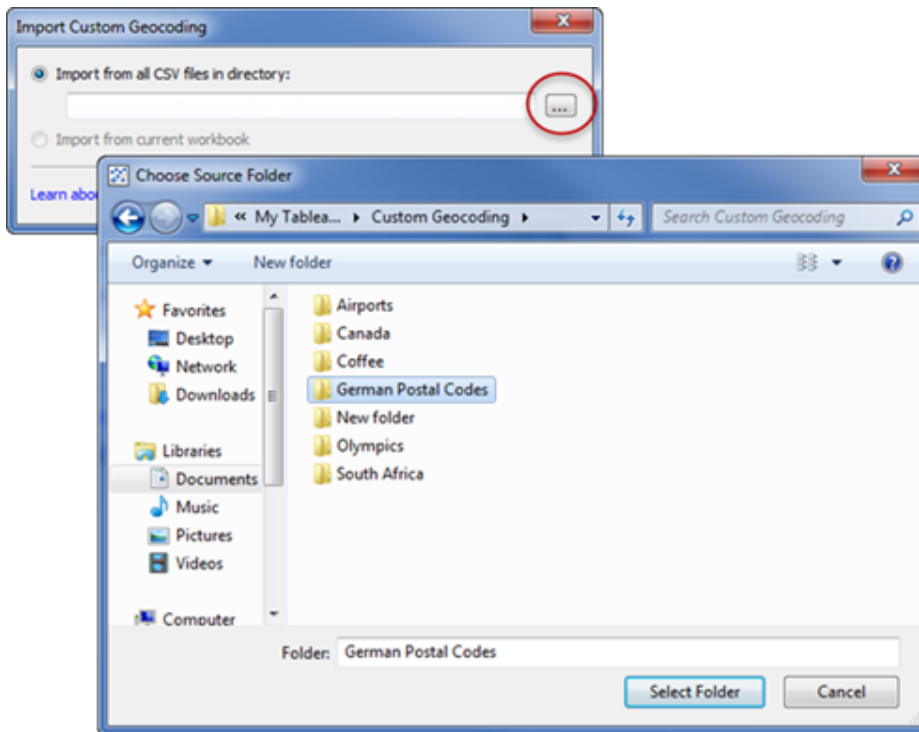 Import Custom Geocoding
Import from all CSV files in directory:
...
Import from current workbook
Learn abou
Choose Source Folder
« My Tablea... Custom Geocoding
Search Custom Geocoding
Organize
New folder
Favorites
Desktop
Network
Downloads
Libraries
Documents
Music
Pictures
Videos
Computer
Airports
Canada
Coffee
German Postal Codes
New folder
Olympics
South Africa
Folder: German Postal Codes
Select Folder
Cancel